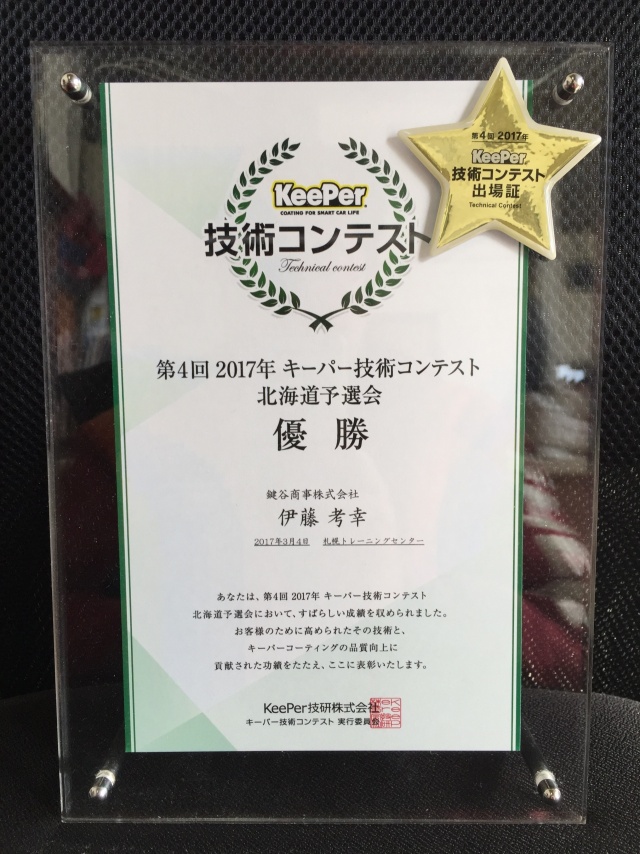 第4回 2017年
KeePer
技術コンテスト
出場証
Technical Contest
KeePer
COATING FOR SMART CAR LIFE
技術コンテスト
Technical contest
第4回 2017年 キーパー技術コンテスト
北海道予選会
優勝
鍵谷商事株式会社
伊藤 考幸
2017年3月4日 札幌トレーニングセンター
あなたは、第4回 2017年 キーパー技術コンテスト
北海道予選会において、すばらしい成績を収められました。
お客様のために高められたその技術と、
キーパーコーティングの品質向上に
貢献された功績をたたえ、ここに表彰いたします。
KeePer技研株式会社
キーパー技術コンテスト 実行委員会